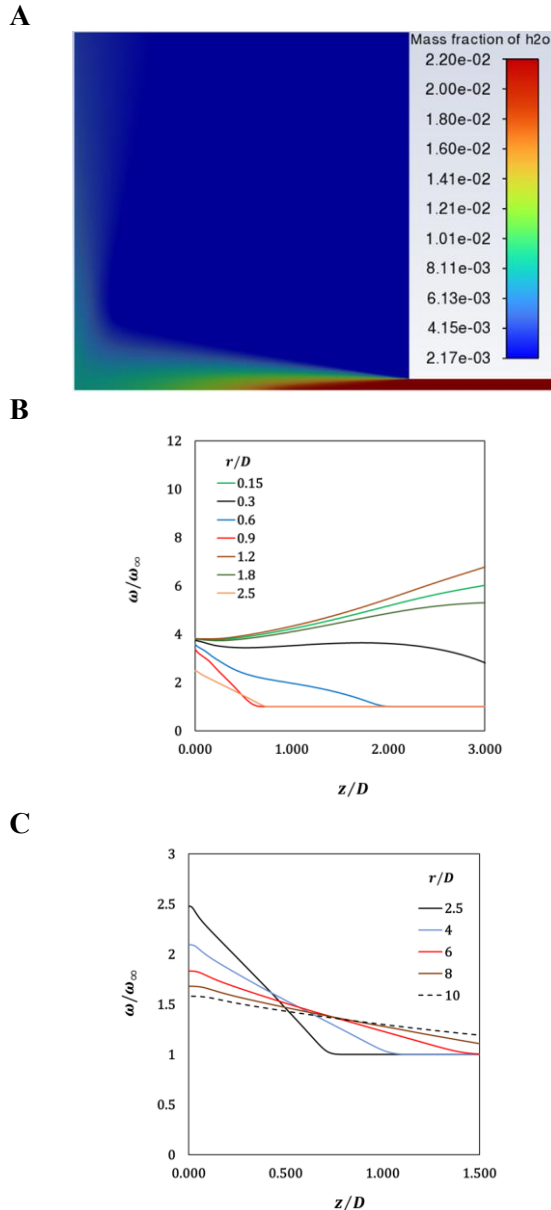 A
Mass fraction of h2o
2.20e-02
2.00e-02
1.80e-02
1.60e-02
1.41e-02
1.21e-02
1.01e-02
8.11e-03
6.13e-03
4.15e-03
2.17e-03
B
12
10
8
6
4
2
0
ω/ω∞
r/D
0.15
0.3
0.6
0.9
1.2
1.8
2.5
0.000
1.000
2.000
3.000
z/D
C
3
2.5
2
1.5
1
0.5
0
ω/ω∞
r/D
2.5
4
6
8
10
0.000
0.500
1.000
1.500
z/D